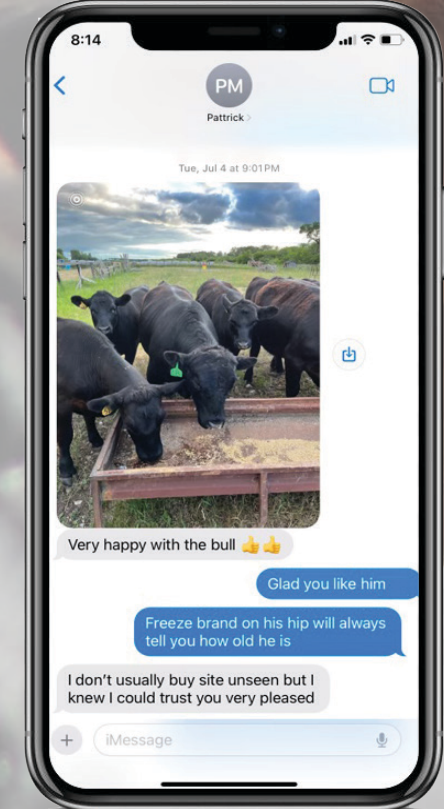 8:14
PM
Pattrick
Tue, Jul 4 at 9:01PM
Very happy with the bull 👍👍
Glad you like him
Freeze brand on his hip will always
tell you how old he is
I don't usually buy site unseen but I
knew I could trust you very pleased
iMessage